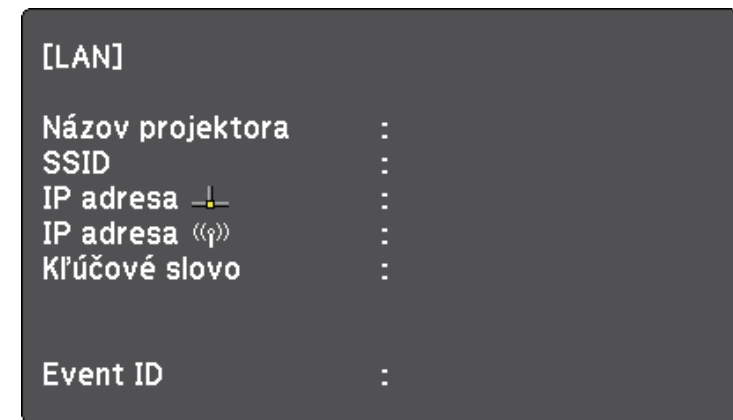 [LAN]
Názov projektora :
SSID :
IP adresa :
IP adresa :
Kľúčové slovo :
Event ID :